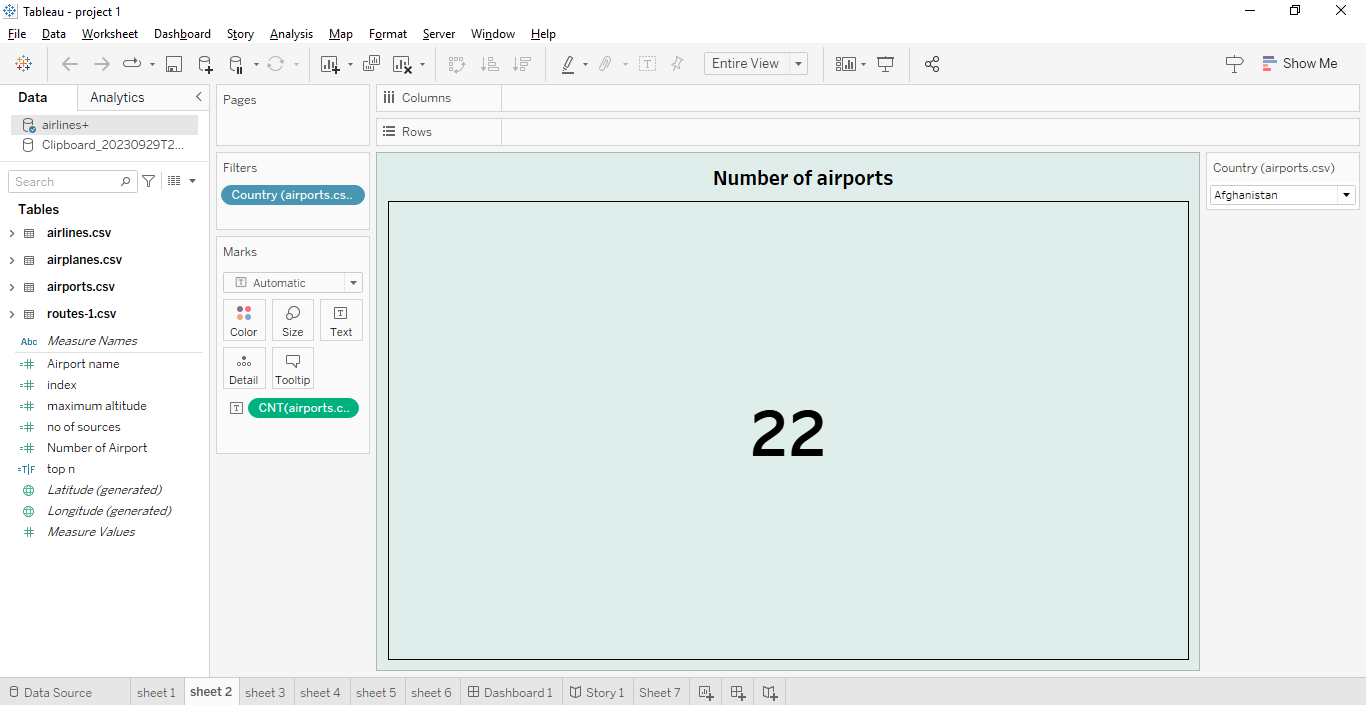 Tableau - project 1
File Data Worksheet Dashboard Story Analysis Map Format Server Window Help
Entire View
Show Me
Data Analytics
airlines+
Clipboard_20230929T2...
Search
Tables
airlines.csv
airplanes.csv
airports.csv
routes-1.csv
Abc Measure Names
Airport name
index
maximum altitude
no of sources
Number of Airport
=T|F top n
Latitude (generated)
Longitude (generated)
Measure Values
Pages
Filters
Country (airports.cs..
Marks
Automatic
Color Size Text
Detail Tooltip
CNT(airports.c..
Columns
Rows
Number of airports
22
Country (airports.csv)
Afghanistan
Data Source sheet 1 sheet 2 sheet 3 sheet 4 sheet 5 sheet 6 Dashboard 1 Story 1 Sheet 7